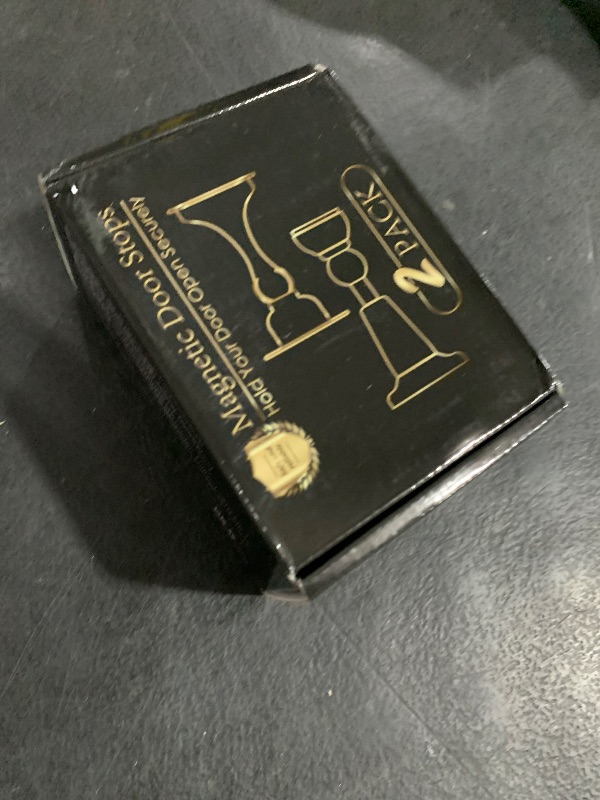 2 PACK
Magnetic Door Stops
Hold Your Door Open Securely